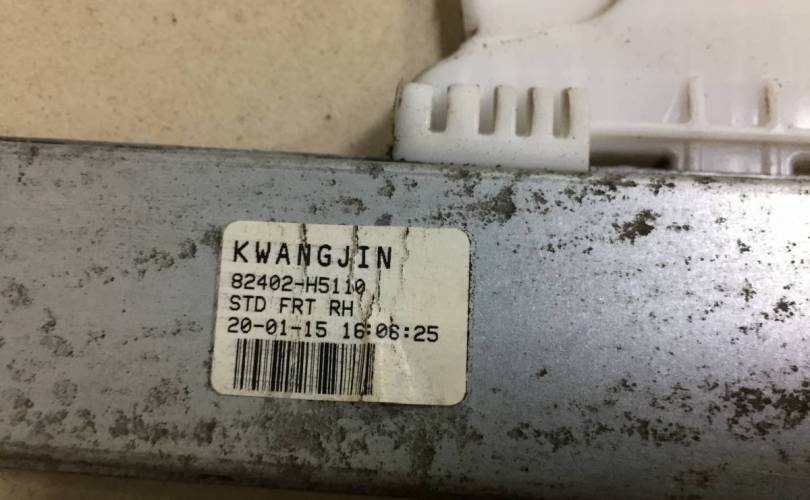 KWANGJIN
82402-H5110
STD FRT RH
20-01-15 16:06:25